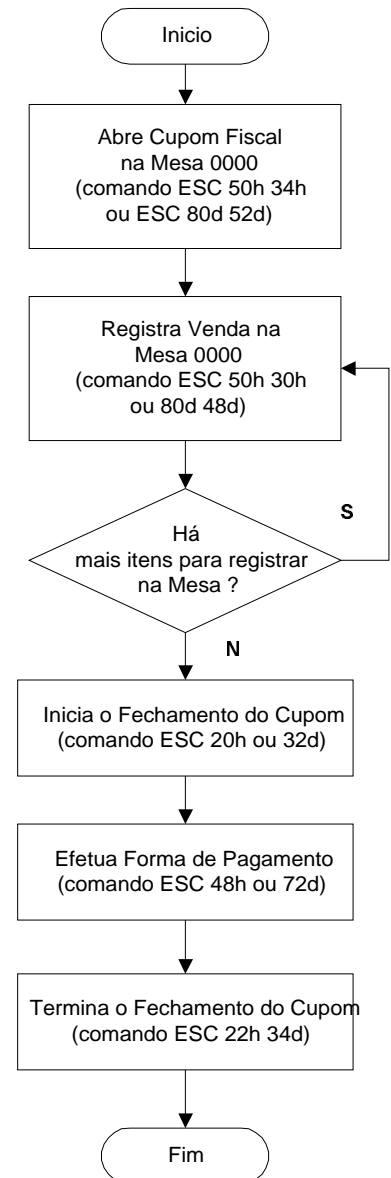 Inicio
Abre Cupom Fiscal
na Mesa 0000
(comando ESC 50h 34h
ou ESC 80d 52d)
Registra Venda na
Mesa 0000
(comando ESC 50h 30h
ou 80d 48d)
S
Há
mais itens para registrar
na Mesa ?
N
Inicia o Fechamento do Cupom
(comando ESC 20h ou 32d)
Efetua Forma de Pagamento
(comando ESC 48h ou 72d)
Termina o Fechamento do Cupom
(comando ESC 22h 34d)
Fim